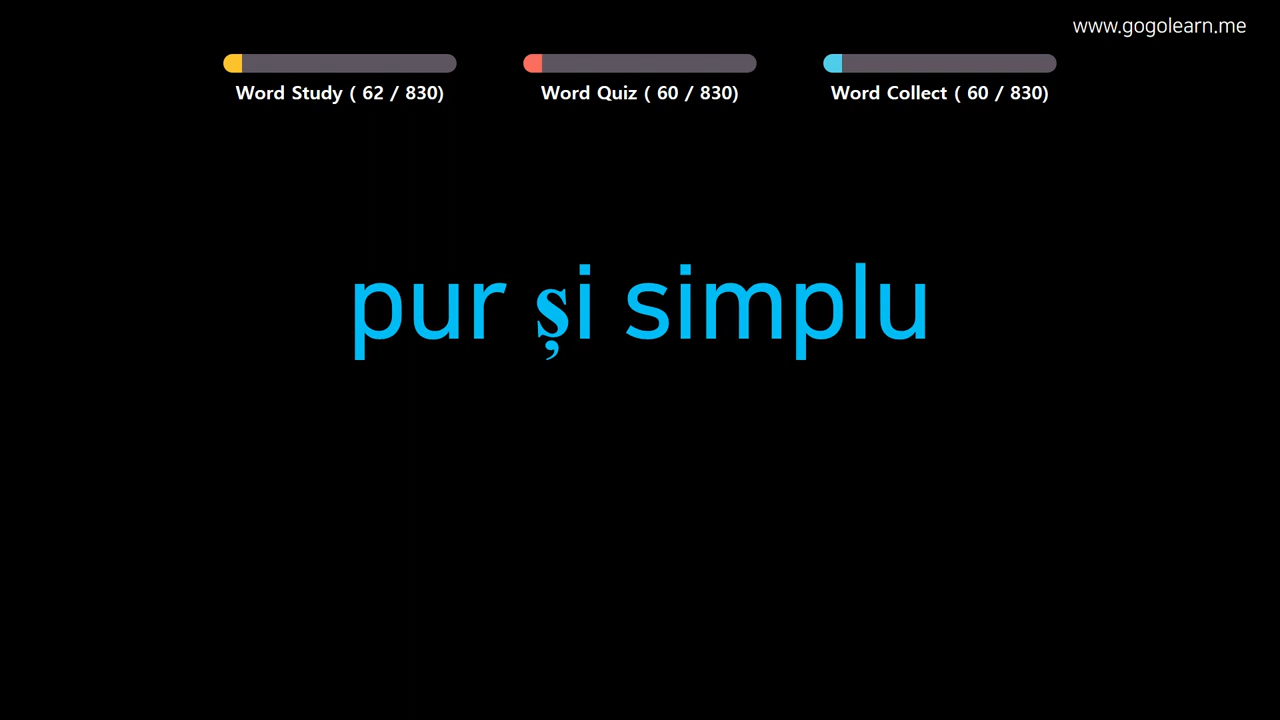 www.gogolearn.me
Word Study ( 62 / 830)
Word Quiz ( 60 / 830)
Word Collect ( 60 / 830)
pur și simplu